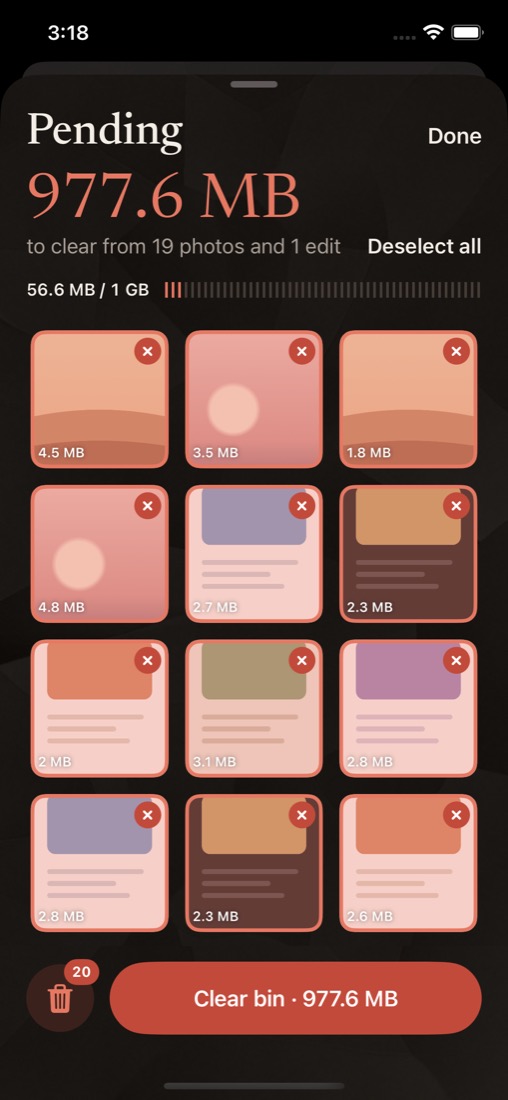 3:18
Pending
Done
977.6 MB
to clear from 19 photos and 1 edit
Deselect all
56.6 MB / 1 GB
4.5 MB
3.5 MB
1.8 MB
4.8 MB
2.7 MB
2.3 MB
2 MB
3.1 MB
2.8 MB
2.8 MB
2.3 MB
2.6 MB
20
Clear bin · 977.6 MB